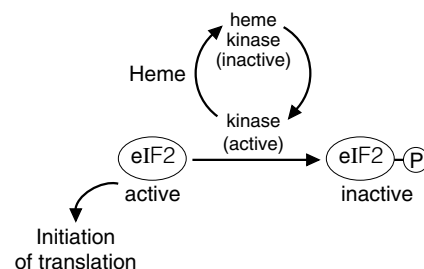 heme
kinase
(inactive)
Heme
kinase
(active)
eIF2
eIF2
P
active
inactive
Initiation
of translation